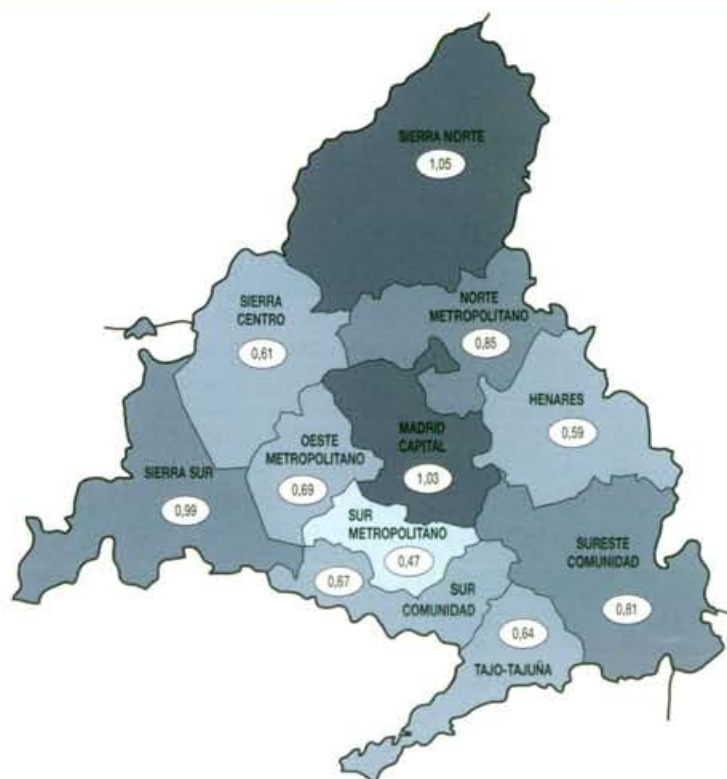 SIERRA NORTE
1,05
SIERRA
CENTRO
0,61
NORTE
METROPOLITANO
0,85
HENARES
0,59
MADRID
CAPITAL
1,03
OESTE
METROPOLITANO
0,69
SIERRA SUR
0,99
SUR
METROPOLITANO
0,47
SURESTE
COMUNIDAD
0,81
0,67
SUR
COMUNIDAD
0,64
TAJO-TAJUÑA